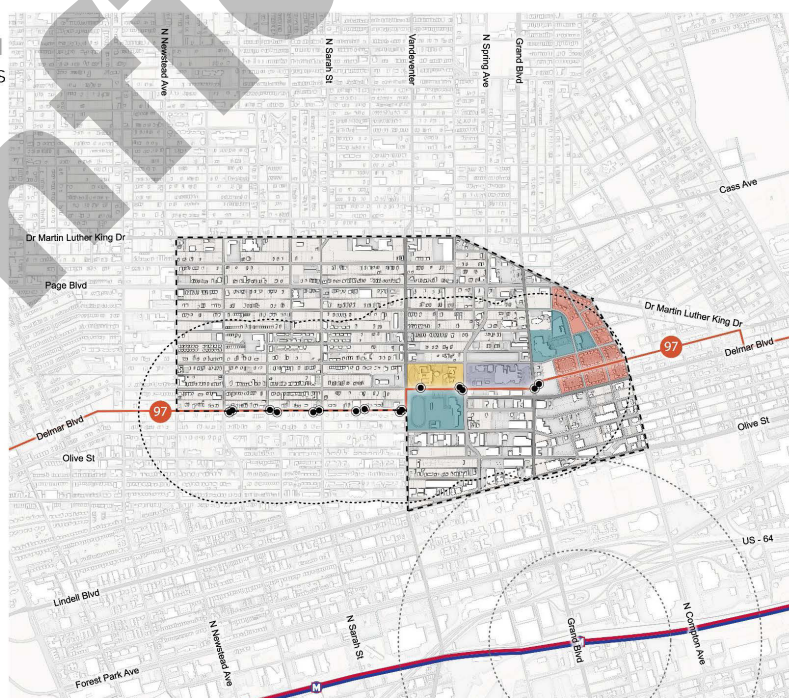 N Newstead Ave
N Sarah St
Vandeventer
N Spring Ave
Grand Blvd
Cass Ave
Dr Martin Luther King Dr
Page Blvd
Dr Martin Luther King Dr
97
Delmar Blvd
97
Delmar Blvd
Olive St
Olive St
US - 64
Lindell Blvd
N Newstead Ave
N Sarah St
Grand Blvd
N Compton Ave
Forest Park Ave
M